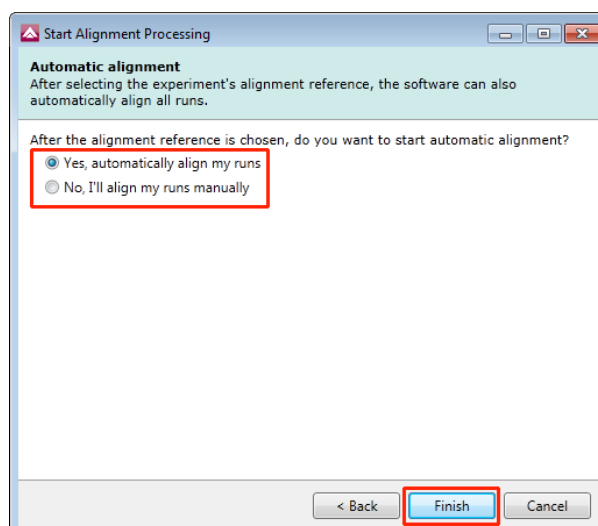 Start Alignment Processing
Automatic alignment
After selecting the experiment's alignment reference, the software can also
automatically align all runs.
After the alignment reference is chosen, do you want to start automatic alignment?
Yes, automatically align my runs
No, I'll align my runs manually
< Back Finish Cancel